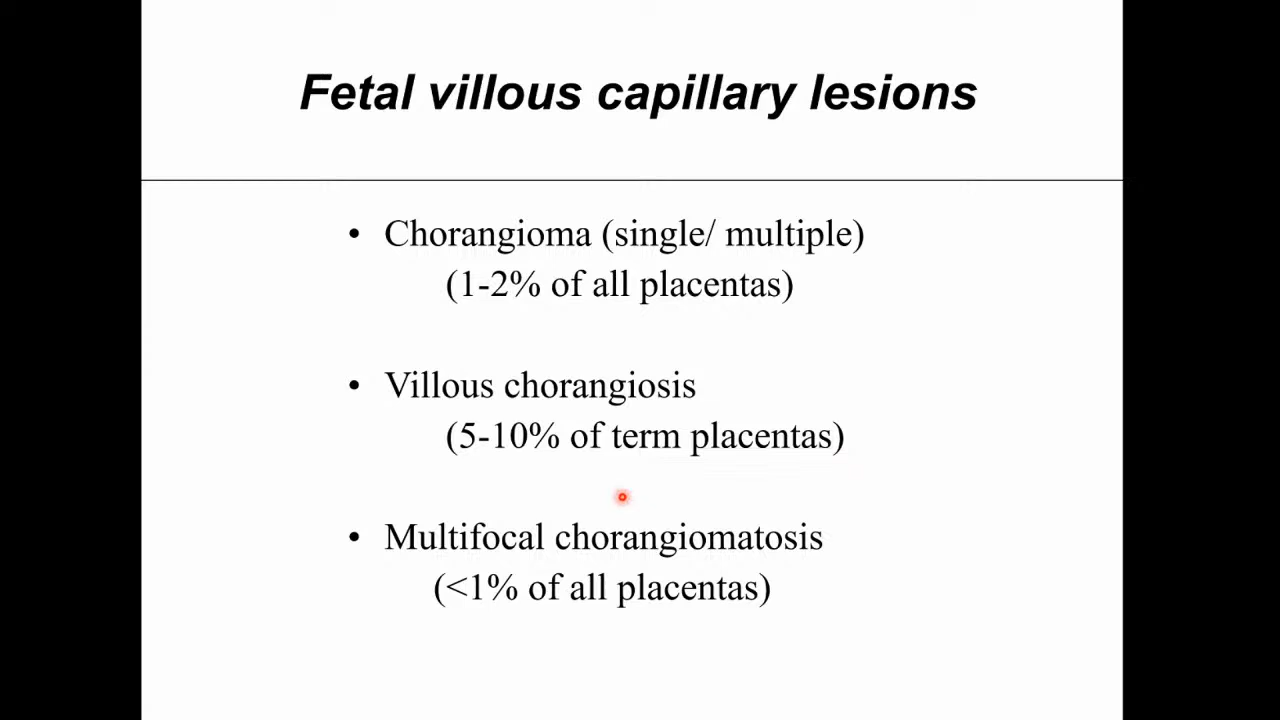 Fetal villous capillary lesions
• Chorangioma (single/ multiple)
(1-2% of all placentas)
• Villous chorangiosis
(5-10% of term placentas)
• Multifocal chorangiomatosis
(<1% of all placentas)